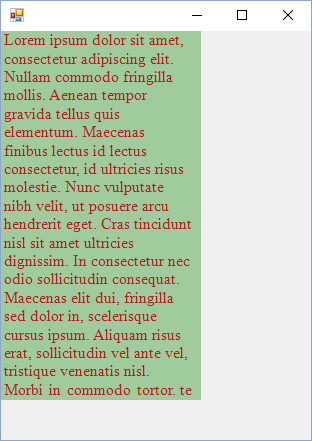 Lorem ipsum dolor sit amet,
consectetur adipiscing elit.
Nullam commodo fringilla
mollis. Aenean tempor
gravida tellus quis
elementum. Maecenas
finibus lectus id lectus
consectetur, id ultricies risus
molestie. Nunc vulputate
nibh velit, ut posuere arcu
hendrerit eget. Cras tincidunt
nisl sit amet ultricies
dignissim. In consectetur nec
odio sollicitudin consequat.
Maecenas elit dui, fringilla
sed dolor in, scelerisque
cursus ipsum. Aliquam risus
erat, sollicitudin vel ante vel,
tristique venenatis nisl.
Morbi in commodo tortor, te